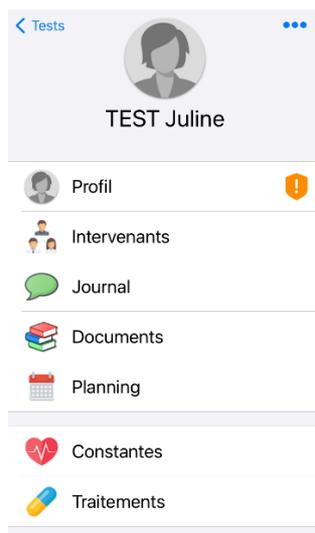 Tests
TEST Juline
Profil
Intervenants
Journal
Documents
Planning
Constantes
Traitements